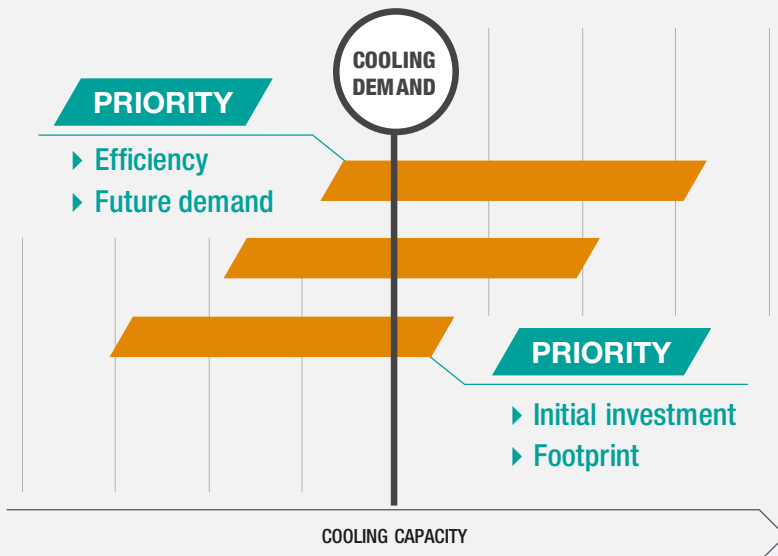 COOLING
DEMAND
PRIORITY
Efficiency
Future demand
PRIORITY
Initial investment
Footprint
COOLING CAPACITY